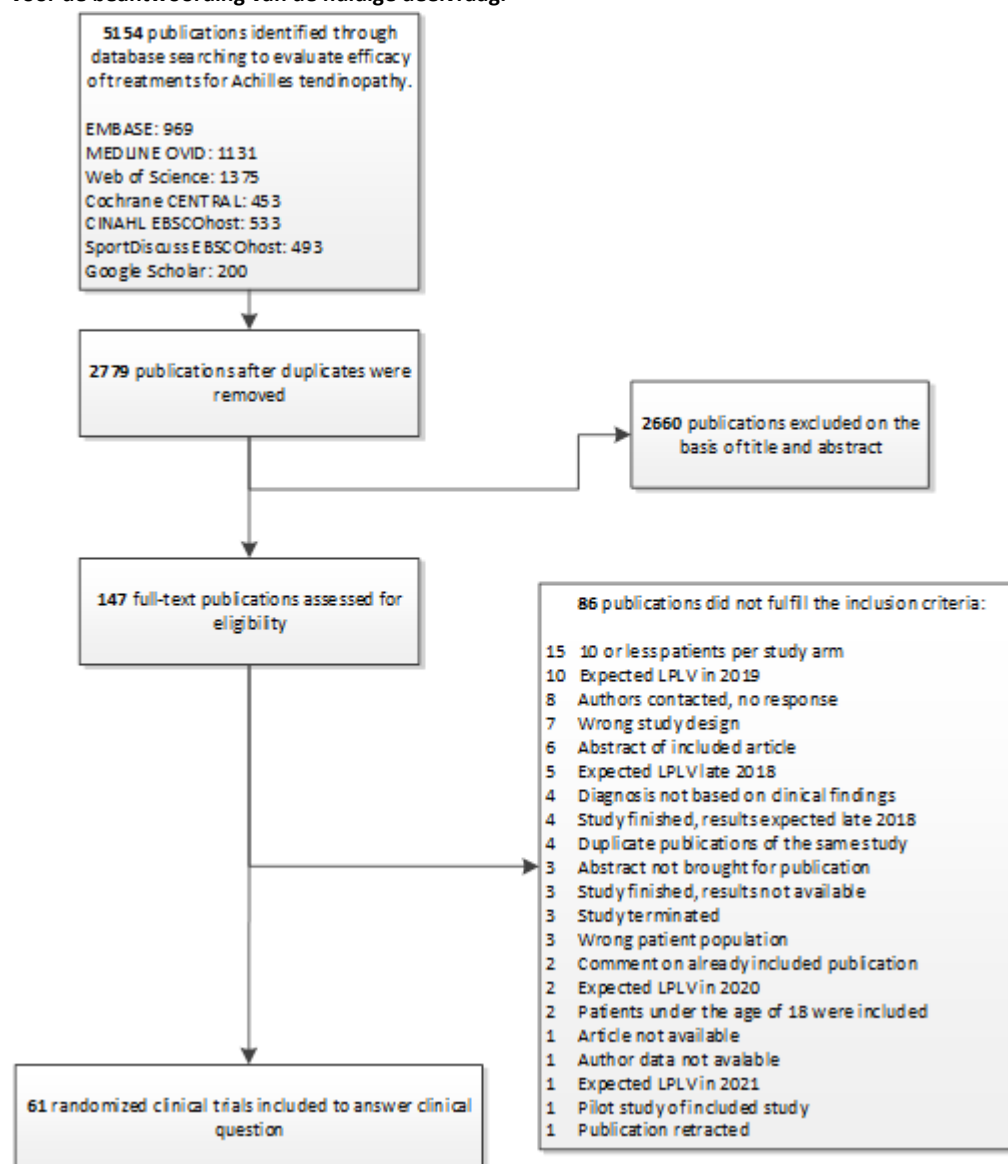 voor de beantwoording van de huidige deelvraag.
5154 publications identified through
database searching to evaluate efficacy
of treatments for Achilles tendinopathy.
EMBASE: 969
MEDLINE OVID: 1131
Web of Science: 1375
Cochrane CENTRAL: 453
CINAHL EBSCOhost: 533
SportDiscuss EBSCOhost: 493
Google Scholar: 200
2779 publications after duplicates were
removed
2660 publications excluded on the
basis of title and abstract
147 full-text publications assessed for
eligibility
86 publications did not fulfill the inclusion criteria:
15 10 or less patients per study arm
10 Expected LPLV in 2019
8 Authors contacted, no response
7 Wrong study design
6 Abstract of included article
5 Expected LPLV late 2018
4 Diagnosis not based on clinical findings
4 Study finished, results expected late 2018
4 Duplicate publications of the same study
3 Abstract not brought for publication
3 Study finished, results not available
3 Study terminated
3 Wrong patient population
2 Comment on already included publication
2 Expected LPLV in 2020
2 Patients under the age of 18 were included
1 Article not available
1 Author data not avalable
1 Expected LPLV in 2021
1 Pilot study of included study
1 Publication retracted
61 randomized clinical trials included to answer clinical
question